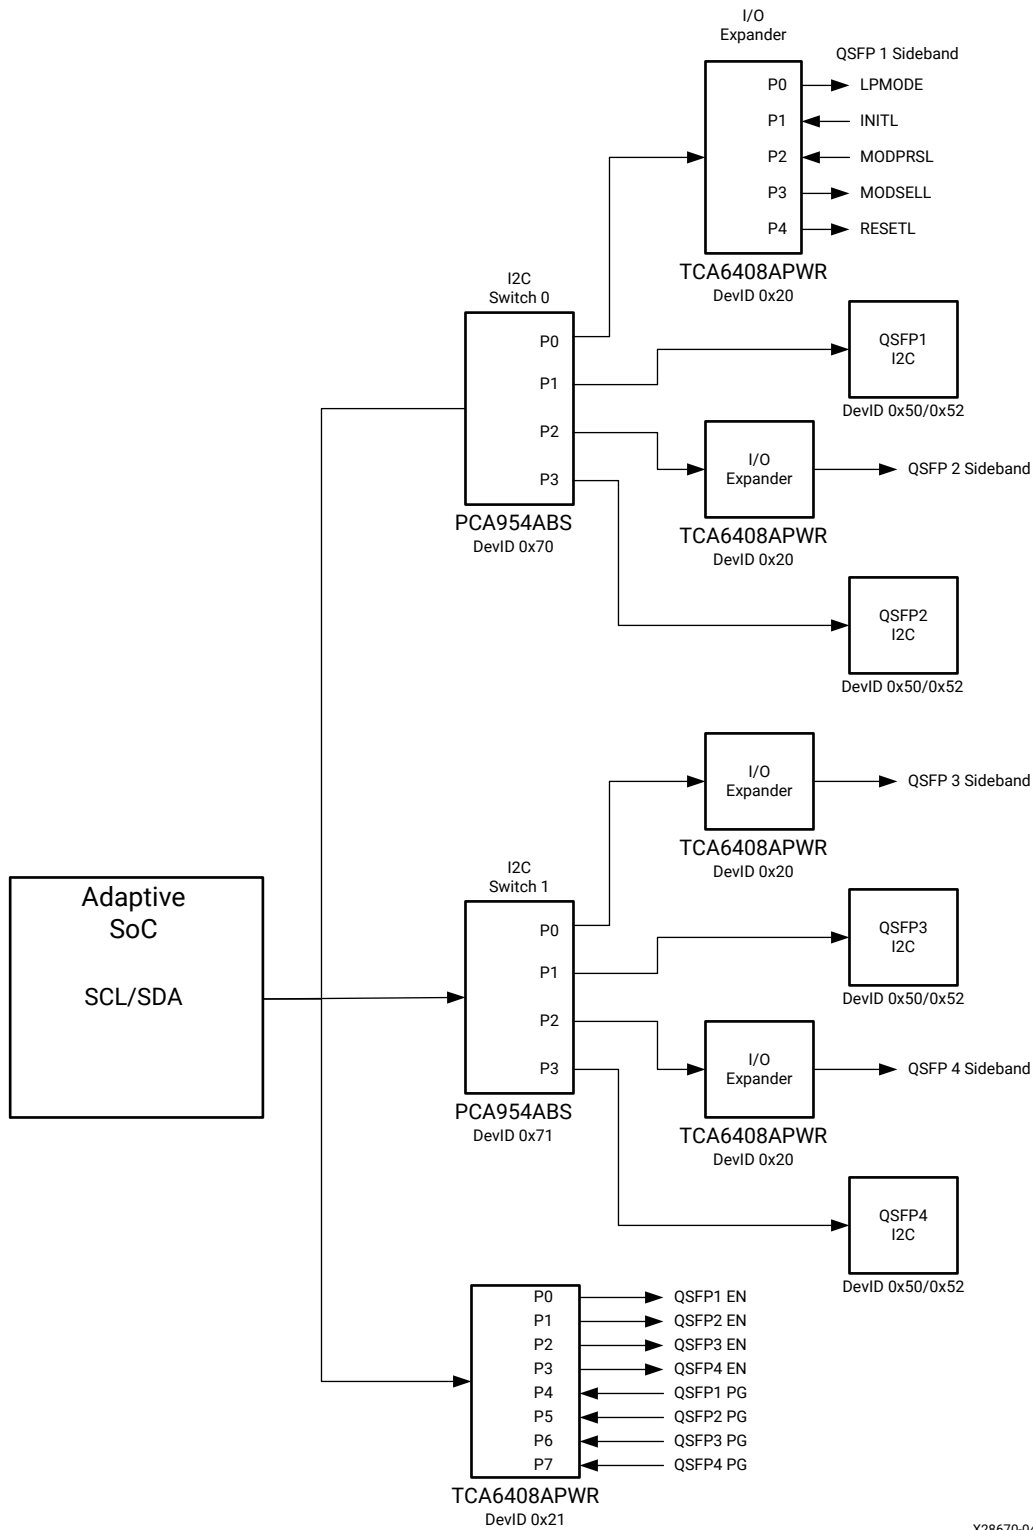 I/O
Expander
QSFP 1 Sideband
P0
LPMODE
P1
INITL
P2
MODPRSL
P3
MODSELL
P4
RESETL
TCA6408APWR
DevID 0x20
I2C
Switch 0
P0
P1
P2
P3
PCA954ABS
DevID 0x70
QSFP1
I2C
DevID 0x50/0x52
I/O
Expander
QSFP 2 Sideband
TCA6408APWR
DevID 0x20
QSFP2
I2C
DevID 0x50/0x52
I/O
Expander
QSFP 3 Sideband
TCA6408APWR
DevID 0x20
Adaptive
SoC
SCL/SDA
I2C
Switch 1
P0
P1
P2
P3
PCA954ABS
DevID 0x71
QSFP3
I2C
DevID 0x50/0x52
I/O
Expander
QSFP 4 Sideband
TCA6408APWR
DevID 0x20
QSFP4
I2C
DevID 0x50/0x52
P0
QSFP1 EN
P1
QSFP2 EN
P2
QSFP3 EN
P3
QSFP4 EN
P4
QSFP1 PG
P5
QSFP2 PG
P6
QSFP3 PG
P7
QSFP4 PG
TCA6408APWR
DevID 0x21